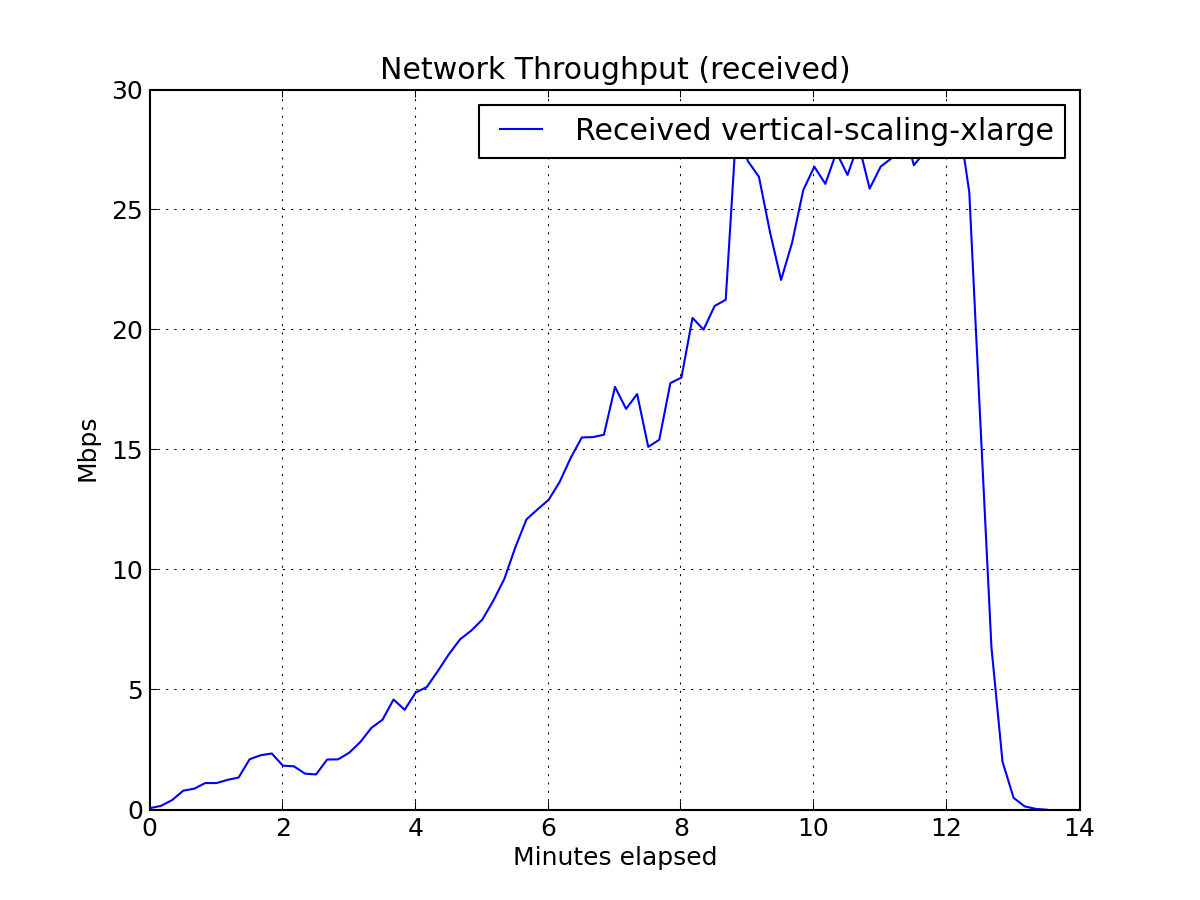 Network Throughput (received)
30
Received vertical-scaling-xlarge
25
20
Mbps
15
10
5
0
0 2 4 6 8 10 12 14
Minutes elapsed